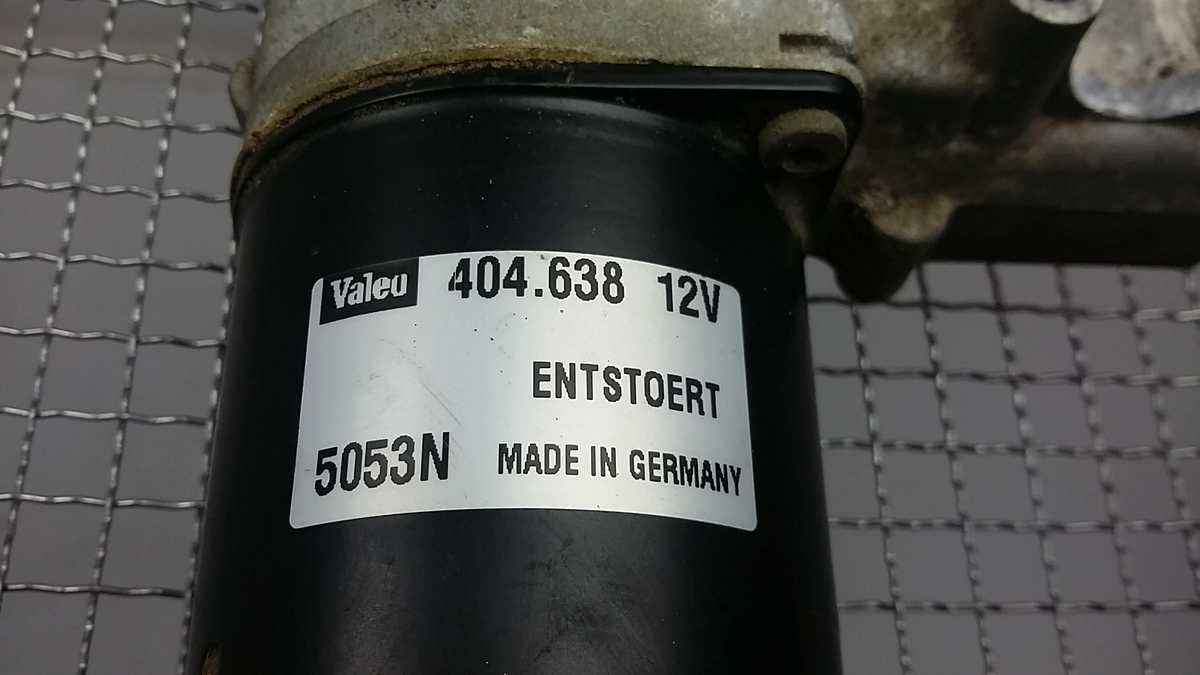 Valeo 404.638 12V
ENTSTOERT
5053N MADE IN GERMANY